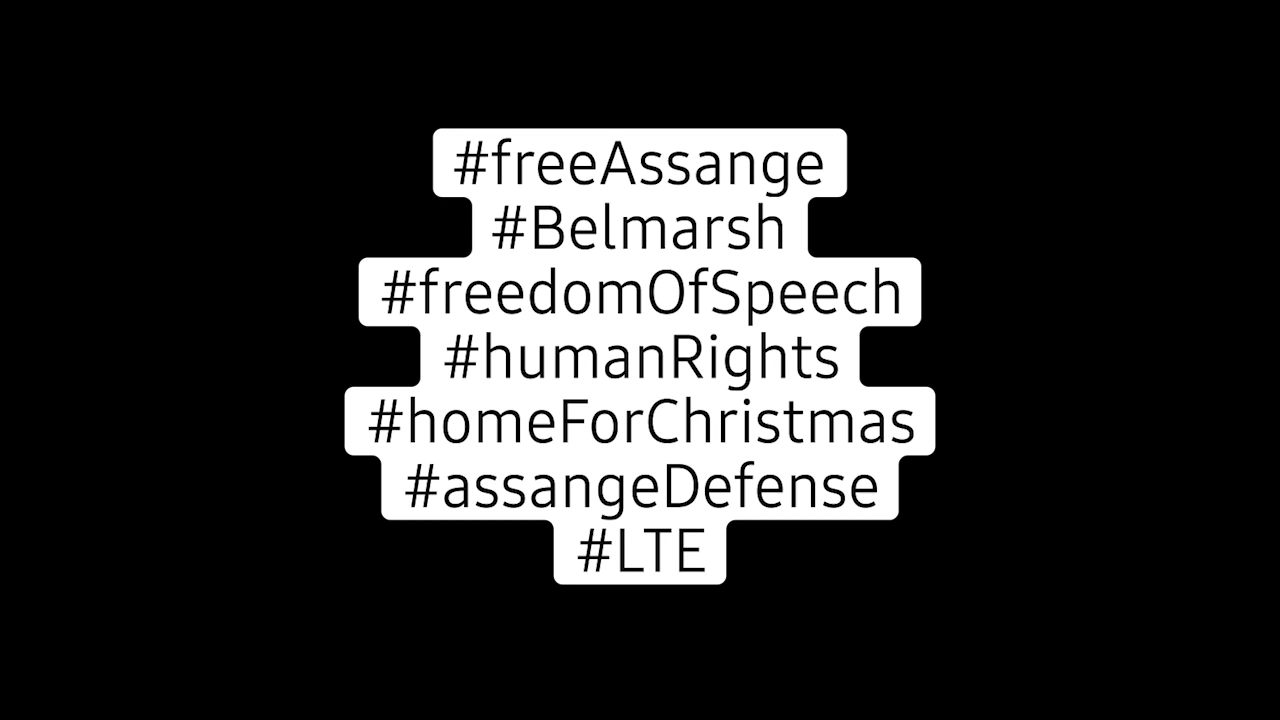 #freeAssange
#Belmarsh
#freedomOfSpeech
#humanRights
#homeForChristmas
#assangeDefense
#LTE